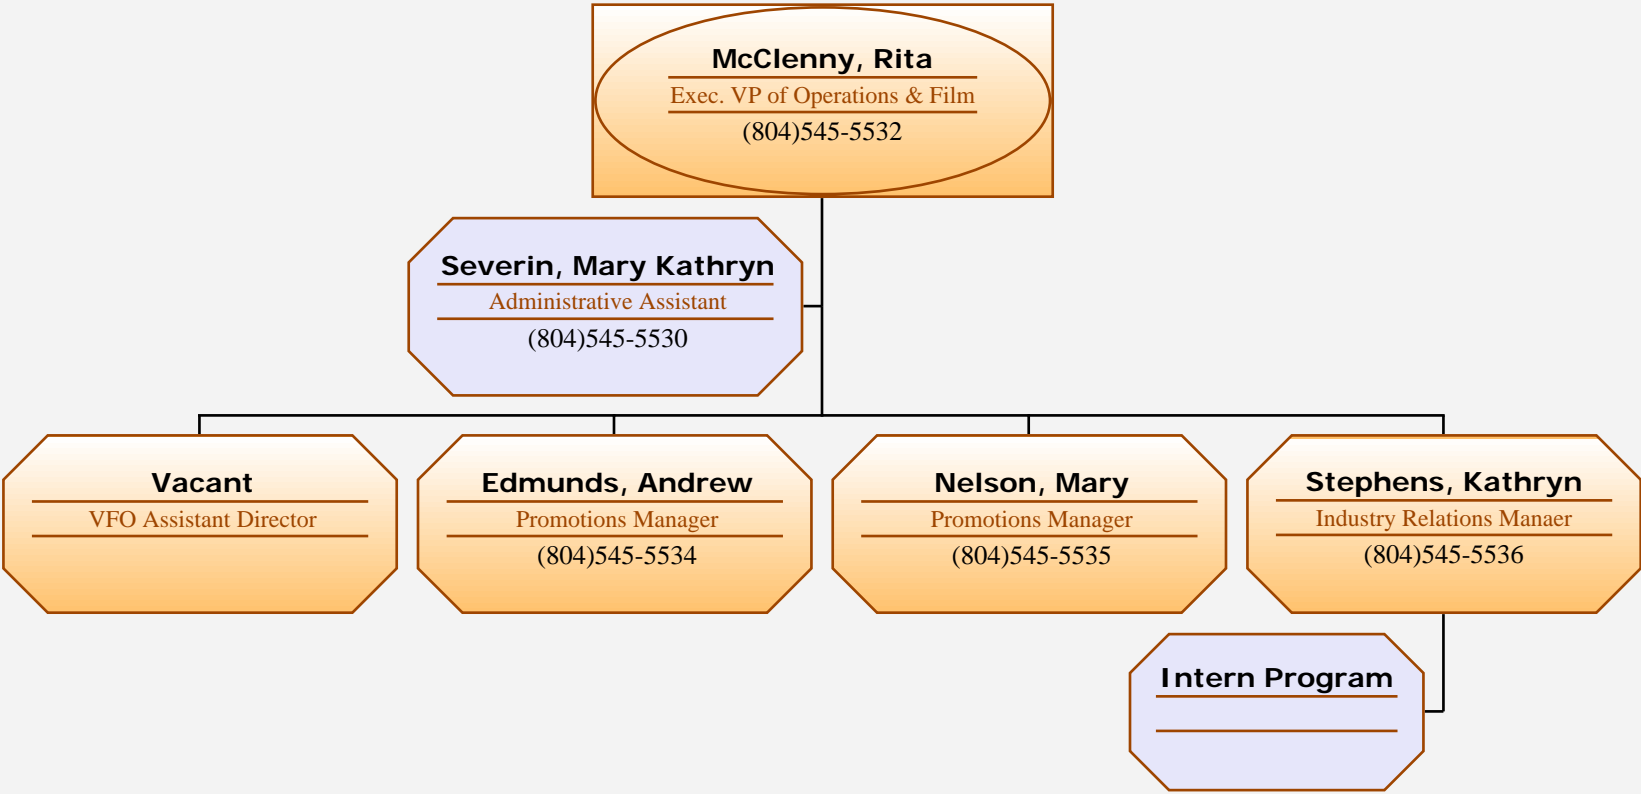 McClenny, Rita
Exec. VP of Operations & Film
(804)545-5532
Severin, Mary Kathryn
Administrative Assistant
(804)545-5530
Vacant
VFO Assistant Director
Edmunds, Andrew
Promotions Manager
(804)545-5534
Nelson, Mary
Promotions Manager
(804)545-5535
Stephens, Kathryn
Industry Relations Manaer
(804)545-5536
Intern Program